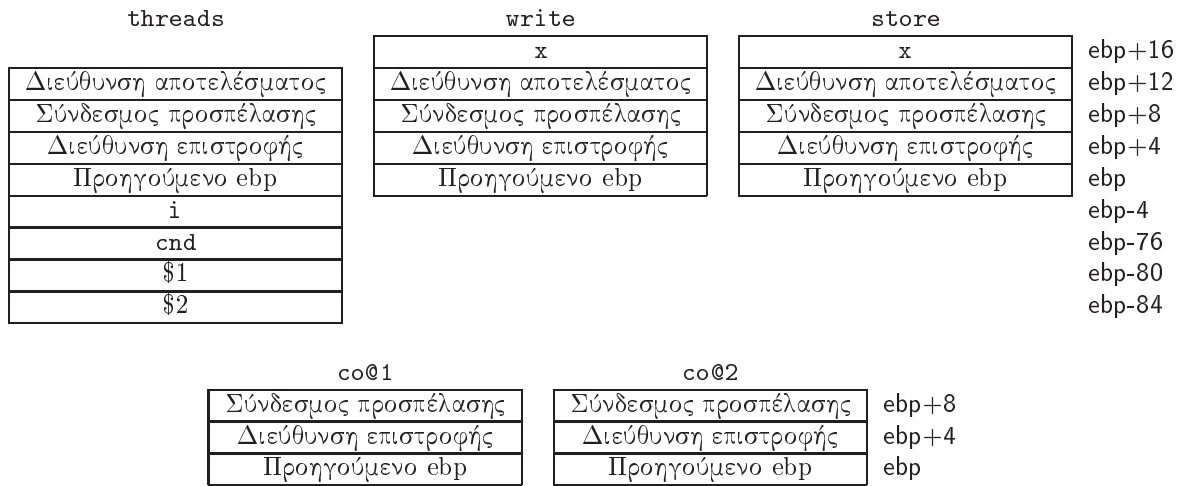 threads write store
x x ebp+16
Διεύθυνση αποτελέσματος Διεύθυνση αποτελέσματος Διεύθυνση αποτελέσματος ebp+12
Σύνδεσμος προσπέλασης Σύνδεσμος προσπέλασης Σύνδεσμος προσπέλασης ebp+8
Διεύθυνση επιστροφής Διεύθυνση επιστροφής Διεύθυνση επιστροφής ebp+4
Προηγούμενο ebp Προηγούμενο ebp Προηγούμενο ebp ebp
i ebp-4
cnd ebp-76
$1 ebp-80
$2 ebp-84
co@1 co@2
Σύνδεσμος προσπέλασης Σύνδεσμος προσπέλασης ebp+8
Διεύθυνση επιστροφής Διεύθυνση επιστροφής ebp+4
Προηγούμενο ebp Προηγούμενο ebp ebp